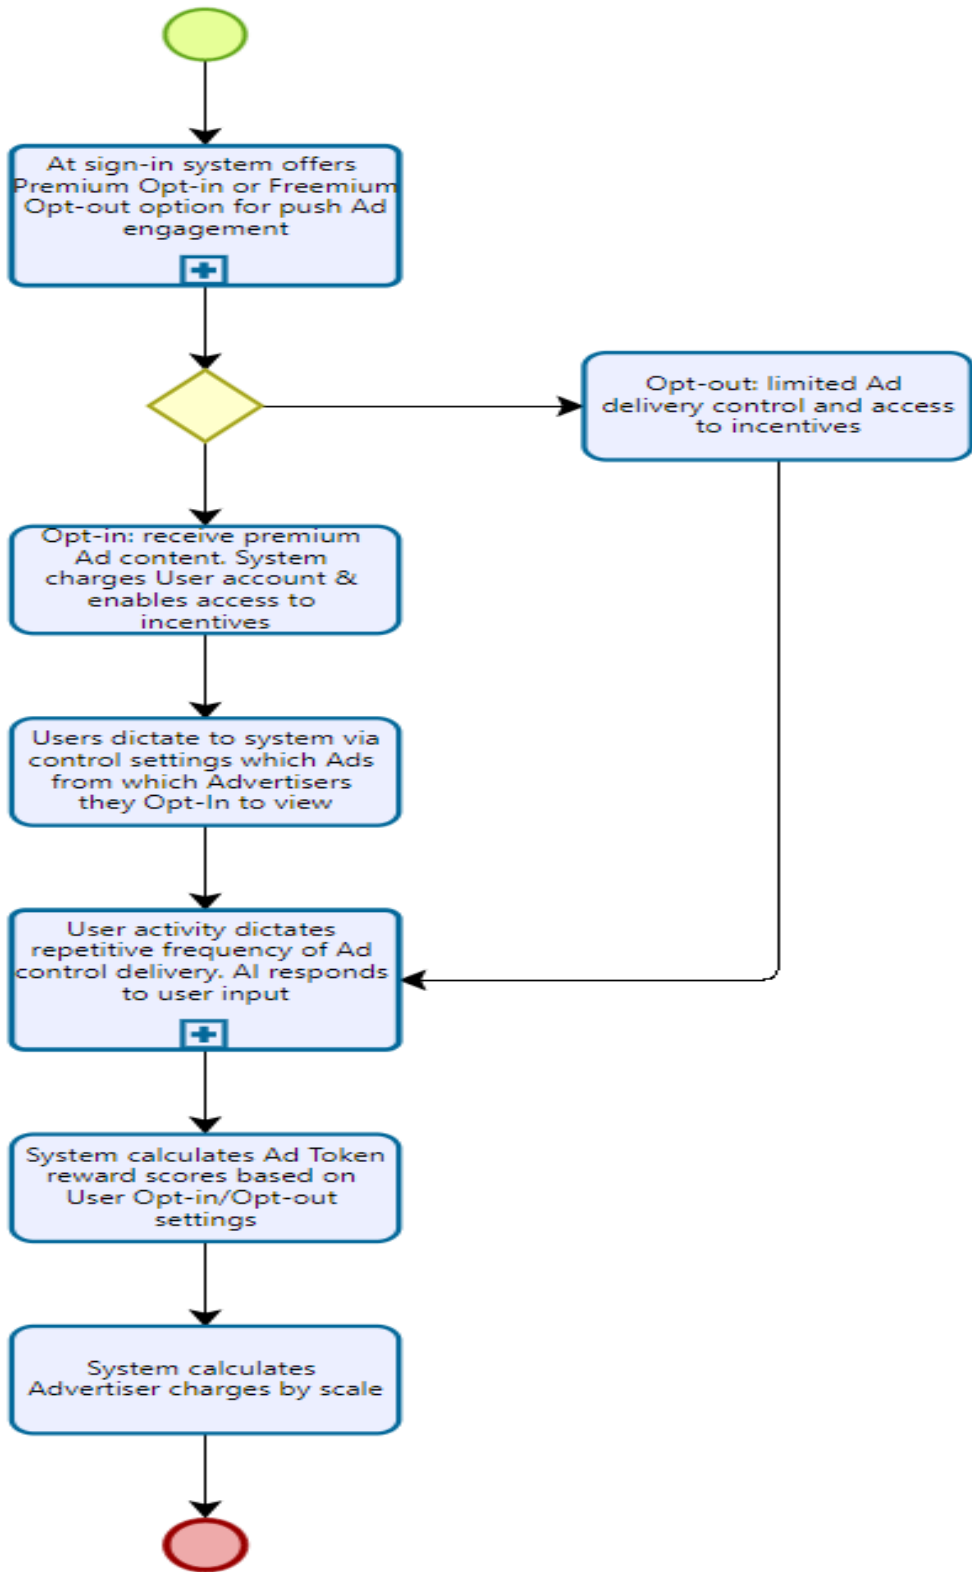 At sign-in system offers
Premium Opt-in or Freemium
Opt-out option for push Ad
engagement
Opt-out: limited Ad
delivery control and access
to incentives
Opt-in: receive premium
Ad content. System
charges User account &
enables access to
incentives
Users dictate to system via
control settings which Ads
from which Advertisers
they Opt-In to view
User activity dictates
repetitive frequency of Ad
control delivery. AI responds
to user input
System calculates Ad Token
reward scores based on
User Opt-in/Opt-out
settings
System calculates
Advertiser charges by scale